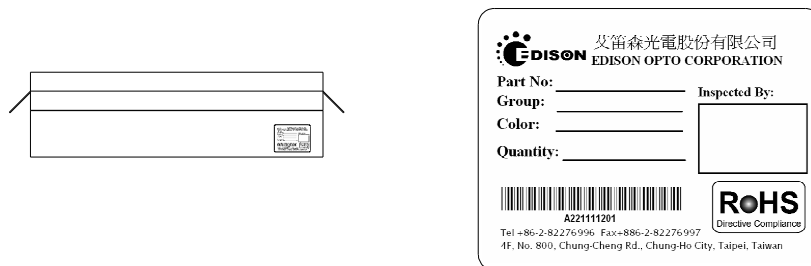 EDISON
艾笛森光電股份有限公司
EDISON OPTO CORPORATION
Part No:
Group:
Color:
Quantity:
Inspected By:
A221111201
RoHS
Directive Compliance
Tel +86-2-82276996 Fax+886-2-82276997
4F, No. 800, Chung-Cheng Rd., Chung-Ho City, Taipei, Taiwan